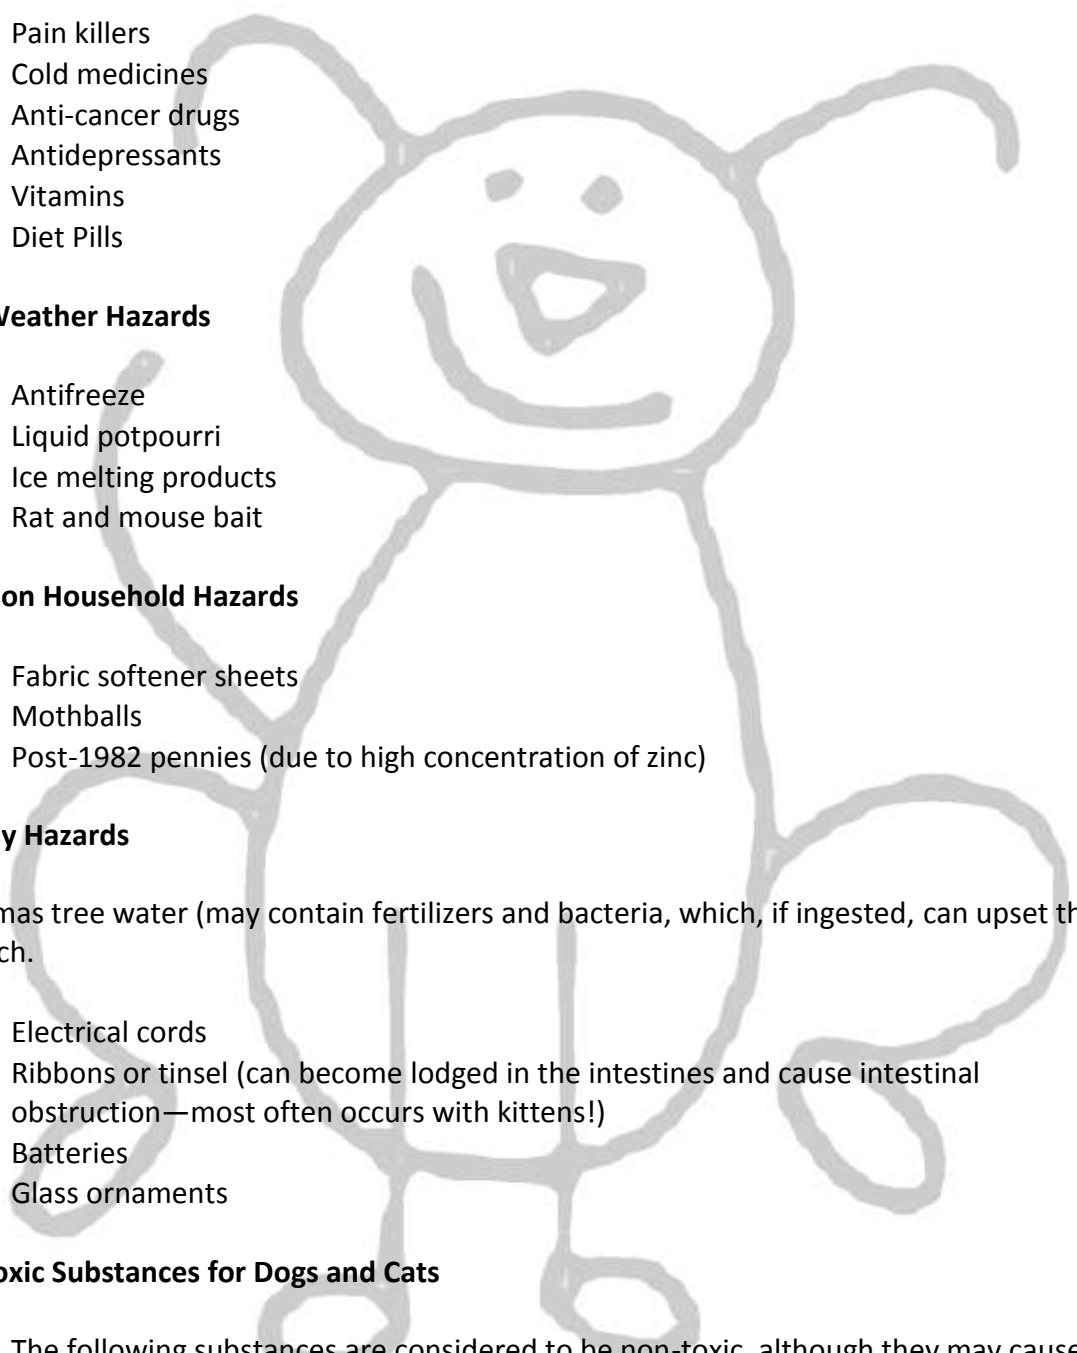 Pain killers
Cold medicines
Anti-cancer drugs
Antidepressants
Vitamins
Diet Pills
Weather Hazards
Antifreeze
Liquid potpourri
Ice melting products
Rat and mouse bait
on Household Hazards
Fabric softener sheets
Mothballs
Post-1982 pennies (due to high concentration of zinc)
y Hazards
mas tree water (may contain fertilizers and bacteria, which, if ingested, can upset th
ch.
Electrical cords
Ribbons or tinsel (can become lodged in the intestines and cause intestinal
obstruction—most often occurs with kittens!)
Batteries
Glass ornaments
oxic Substances for Dogs and Cats
The following substances are considered to be non-toxic, although they may cause